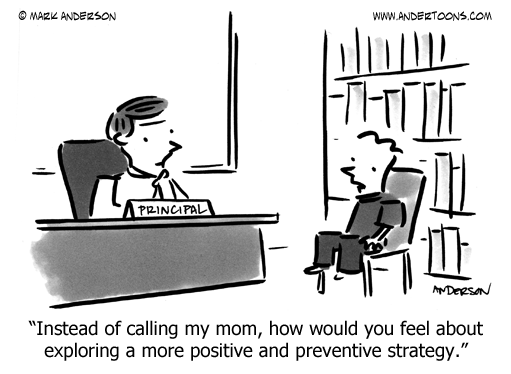 © MARK ANDERSON
WWW.ANDERTOONS.COM
PRINCIPAL
ANDERSON
“Instead of calling my mom, how would you feel about
exploring a more positive and preventive strategy.”